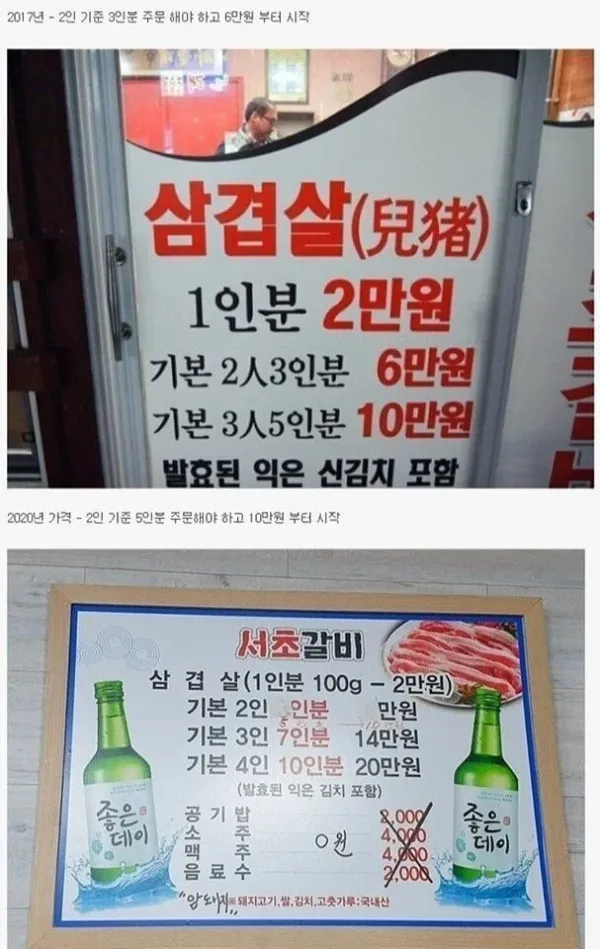 2017년 - 2인 기준 3인분 주문 해야 하고 6만원 부터 시작
삼겹살(兒猪)
1인분 2만원
기본 2人3인분 6만원
기본 3人5인분 10만원
발효된 익은 신김치 포함
2020년 가격 - 2인 기준 5인분 주문해야 하고 10만원 부터 시작
서초갈비
삼 겹 살(1인분 100g - 2만원)
기본 2인 인분 만원
기본 3인 7인분 14만원
기본 4인 10인분 20만원
(발효된 익은 김치 포함)
공 기 밥 2,000
소 주 4,000
0원
맥 주 4,000
음 료 수 2,000
"암돼지" ※돼지고기,쌀,김치,고춧가루:국내산
좋은
데이
좋은
데이